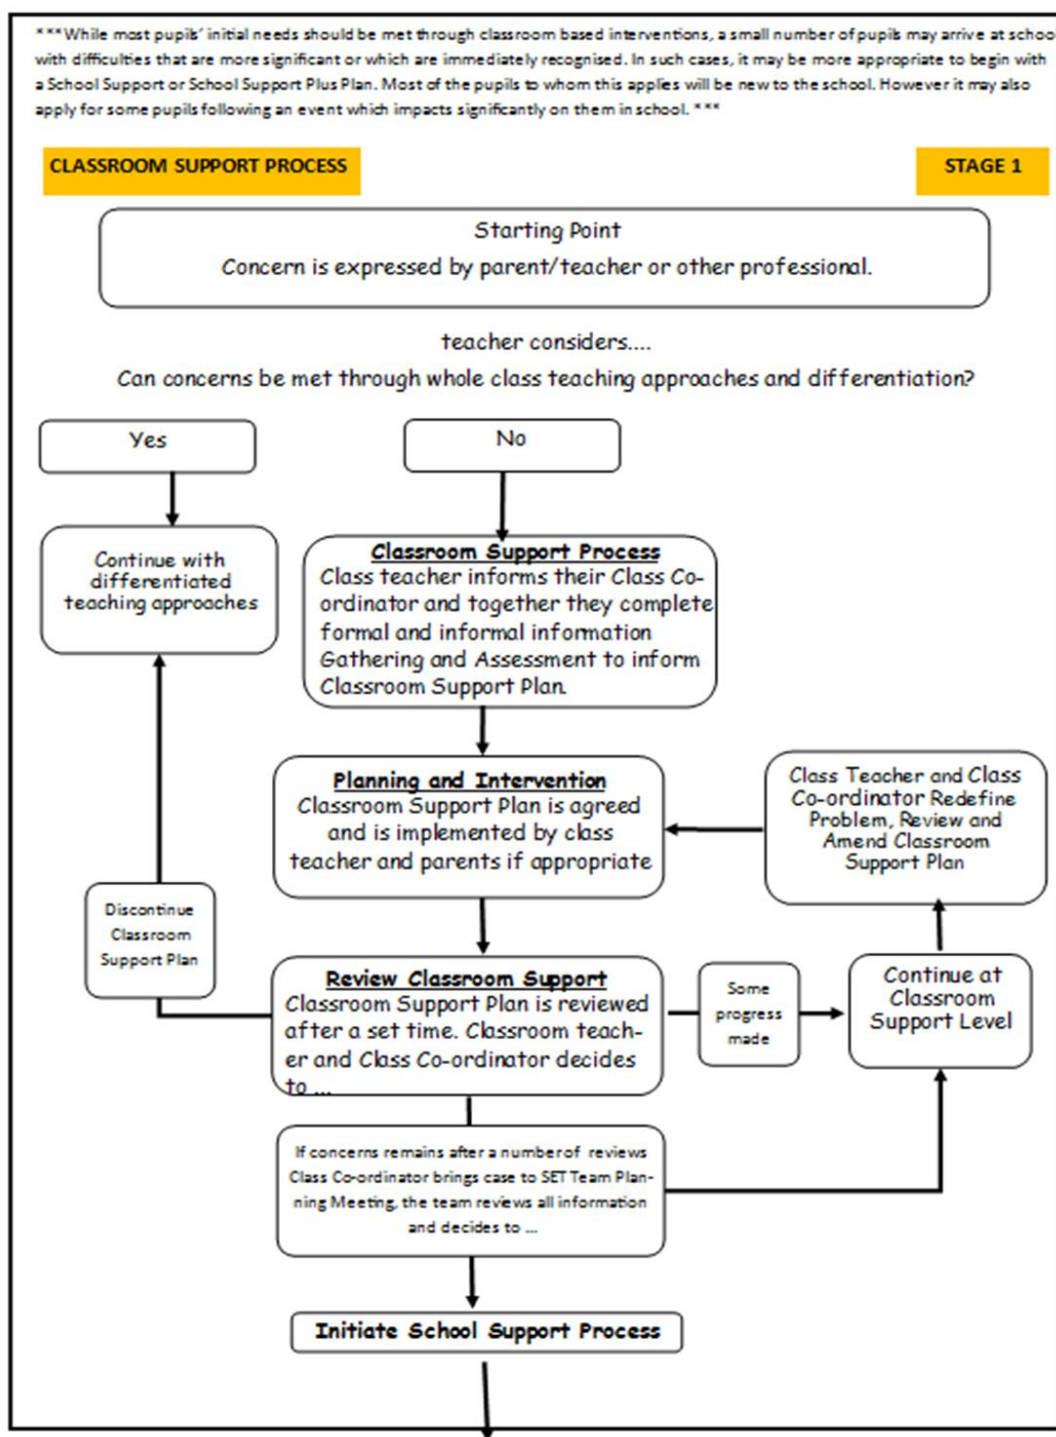 ***While most pupils' initial needs should be met through classroom based interventions, a small number of pupils may arrive at school
with difficulties that are more significant or which are immediately recognised. In such cases, it may be more appropriate to begin with
a School Support or School Support Plus Plan. Most of the pupils to whom this applies will be new to the school. However it may also
apply for some pupils following an event which impacts significantly on them in school. ***
CLASSROOM SUPPORT PROCESS
STAGE 1
Starting Point
Concern is expressed by parent/teacher or other professional.
teacher considers....
Can concerns be met through whole class teaching approaches and differentiation?
Yes
No
Continue with
differentiated
teaching approaches
Classroom Support Process
Class teacher informs their Class Co-
ordinator and together they complete
formal and informal information
Gathering and Assessment to inform
Classroom Support Plan.
Planning and Intervention
Classroom Support Plan is agreed
and is implemented by class
teacher and parents if appropriate
Class Teacher and Class
Co-ordinator Redefine
Problem, Review and
Amend Classroom
Support Plan
Discontinue
Classroom
Support Plan
Review Classroom Support
Classroom Support Plan is reviewed
after a set time. Classroom teach-
er and Class Co-ordinator decides
to ...
Some
progress
made
Continue at
Classroom
Support Level
If concerns remains after a number of reviews
Class Co-ordinator brings case to SET Team Plan-
ning Meeting, the team reviews all information
and decides to ...
Initiate School Support Process